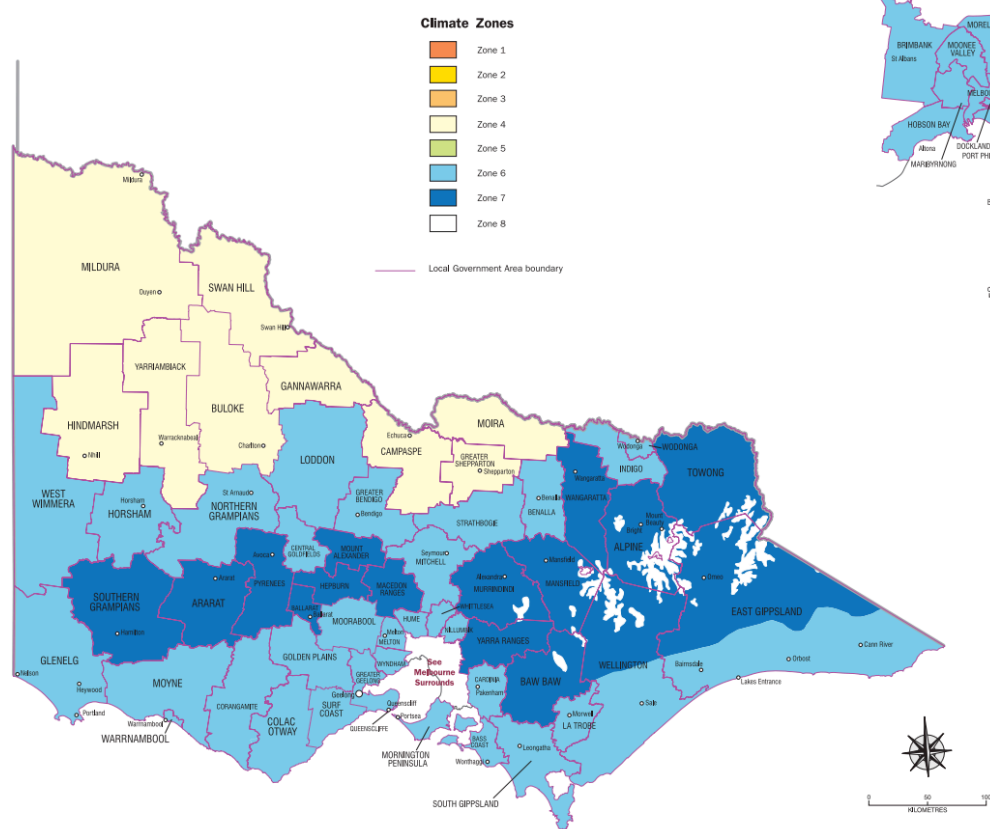 Climate Zones
Zone 1
Zone 2
Zone 3
Zone 4
Zone 5
Zone 6
Zone 7
Zone 8
Local Government Area boundary
BRIMBANK
St Albans
MOONEE
VALLEY
HOBSON BAY
Altona
MARIBYRNONG
Mildura
MILDURA
Ouyen
SWAN HILL
Swan Hill
YARRIAMBIACK
GANNAWARRA
BULOKE
HINDMARSH
Nhill
Warracknabeal
Charlton
MOIRA
Echuca
CAMPASPE
GREATER
SHEPPARTON
Shepparton
LODDON
WEST
WIMMERA
Horsham
HORSHAM
St Arnaud
NORTHERN
GRAMPIANS
GREATER
BENDIGO
Bendigo
STRATHBOGIE
Benalla
BENALLA
Wangaratta
WANGARATTA
Wodonga
WODONGA
INDIGO
TOWONG
Mount
Beauty
Bright
ALPINE
Omeo
EAST GIPPSLAND
Avoca
CENTRAL
GOLDFIELDS
MOUNT
ALEXANDER
Seymour
MITCHELL
Alexandra
MURRINDINDI
Mansfield
MANSFIELD
SOUTHERN
GRAMPIANS
Hamilton
Ararat
ARARAT
PYRENEES
HEPBURN
MACEDON
RANGES
BALLARAT
Ballarat
MOORABOOL
HUME
WHITTLESEA
NILLUMBIK
Melton
MELTON
YARRA RANGES
WYNDHAM
See
Melbourne
Surrounds
GLENELG
Nelson
Heywood
Portland
MOYNE
Warrnambool
WARRNAMBOOL
CORANGAMITE
GOLDEN PLAINS
GREATER
GEELONG
Geelong
COLAC
OTWAY
SURF
COAST
Queenscliff
QUEENSCLIFFE
Portsea
MORNINGTON
PENINSULA
CARDINIA
Pakenham
BAW BAW
WELLINGTON
BASS
COAST
Worthaggi
Leongatha
SOUTH GIPPSLAND
Morwell
LA TROBE
Sale
Bairnsdale
Lakes Entrance
Orbost
Cann River
0
50
100
KILOMETRES